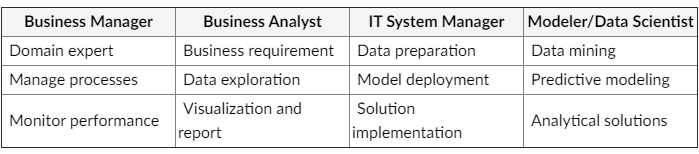 Business Manager Business Analyst IT System Manager Modeler/Data Scientist
Domain expert Business requirement Data preparation Data mining
Manage processes Data exploration Model deployment Predictive modeling
Monitor performance Visualization and report Solution implementation Analytical solutions